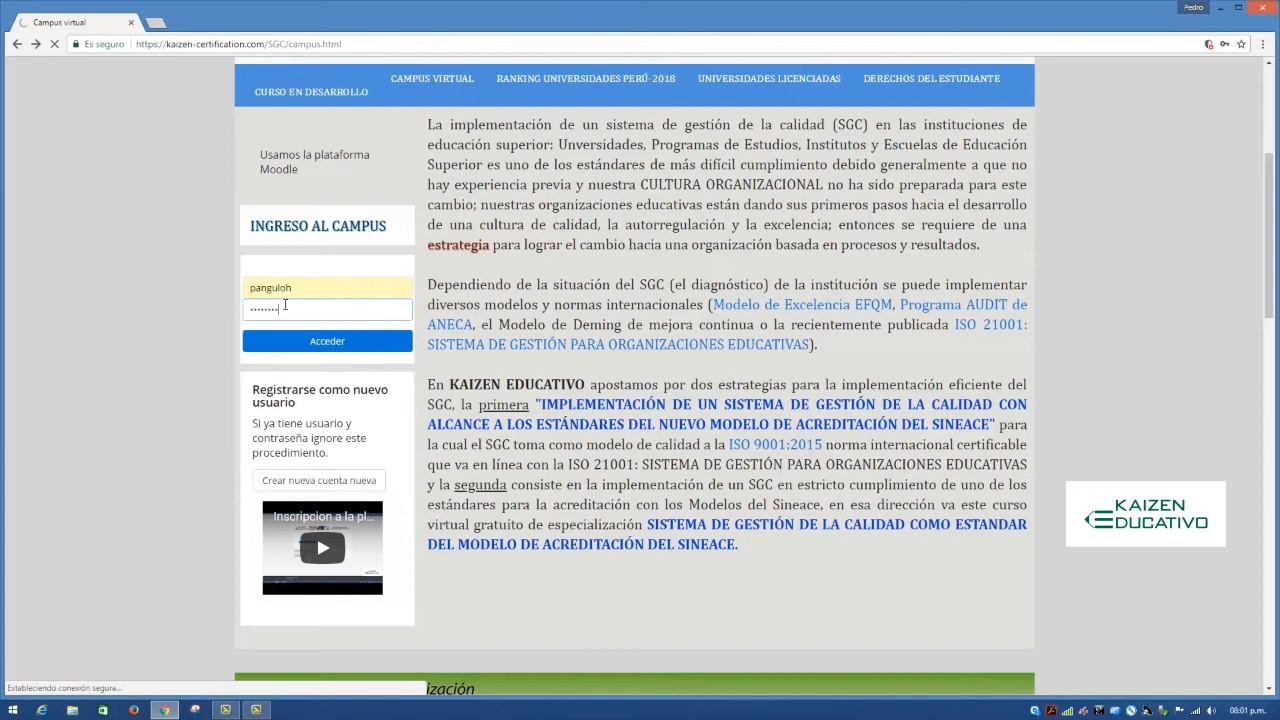 Pedro
Campus virtual
Es seguro
https://kaizen-certification.com/SGC/campus.html
CAMPUS VIRTUAL RANKING UNIVERSIDADES PERÚ-2018 UNIVERSIDADES LICENCIADAS DERECHOS DEL ESTUDIANTE
CURSO EN DESARROLLO
Usamos la plataforma
Moodle
INGRESO AL CAMPUS
panguloh
••••••••
Acceder
Registrarse como nuevo
usuario
Si ya tiene usuario y
contraseña ignore este
procedimiento.
Crear nueva cuenta nueva
Inscripcion a la pl...
La implementación de un sistema de gestión de la calidad (SGC) en las instituciones de
educación superior: Unversidades, Programas de Estudios, Institutos y Escuelas de Educación
Superior es uno de los estándares de más difícil cumplimiento debido generalmente a que no
hay experiencia previa y nuestra CULTURA ORGANIZACIONAL no ha sido preparada para este
cambio; nuestras organizaciones educativas están dando sus primeros pasos hacia el desarrollo
de una cultura de calidad, la autorregulación y la excelencia; entonces se requiere de una
estrategia para lograr el cambio hacia una organización basada en procesos y resultados.
Dependiendo de la situación del SGC (el diagnóstico) de la institución se puede implementar
diversos modelos y normas internacionales (Modelo de Excelencia EFQM, Programa AUDIT de
ANECA, el Modelo de Deming de mejora continua o la recientemente publicada ISO 21001:
SISTEMA DE GESTIÓN PARA ORGANIZACIONES EDUCATIVAS).
En KAIZEN EDUCATIVO apostamos por dos estrategias para la implementación eficiente del
SGC, la primera "IMPLEMENTACIÓN DE UN SISTEMA DE GESTIÓN DE LA CALIDAD CON
ALCANCE A LOS ESTÁNDARES DEL NUEVO MODELO DE ACREDITACIÓN DEL SINEACE" para
la cual el SGC toma como modelo de calidad a la ISO 9001:2015 norma internacional certificable
que va en línea con la ISO 21001: SISTEMA DE GESTIÓN PARA ORGANIZACIONES EDUCATIVAS
y la segunda consiste en la implementación de un SGC en estricto cumplimiento de uno de los
estándares para la acreditación con los Modelos del Sineace, en esa dirección va este curso
virtual gratuito de especialización SISTEMA DE GESTIÓN DE LA CALIDAD COMO ESTANDAR
DEL MODELO DE ACREDITACIÓN DEL SINEACE.
KAIZEN
EDUCATIVO
Estableciendo conexión segura...
ización
08:01 p.m.